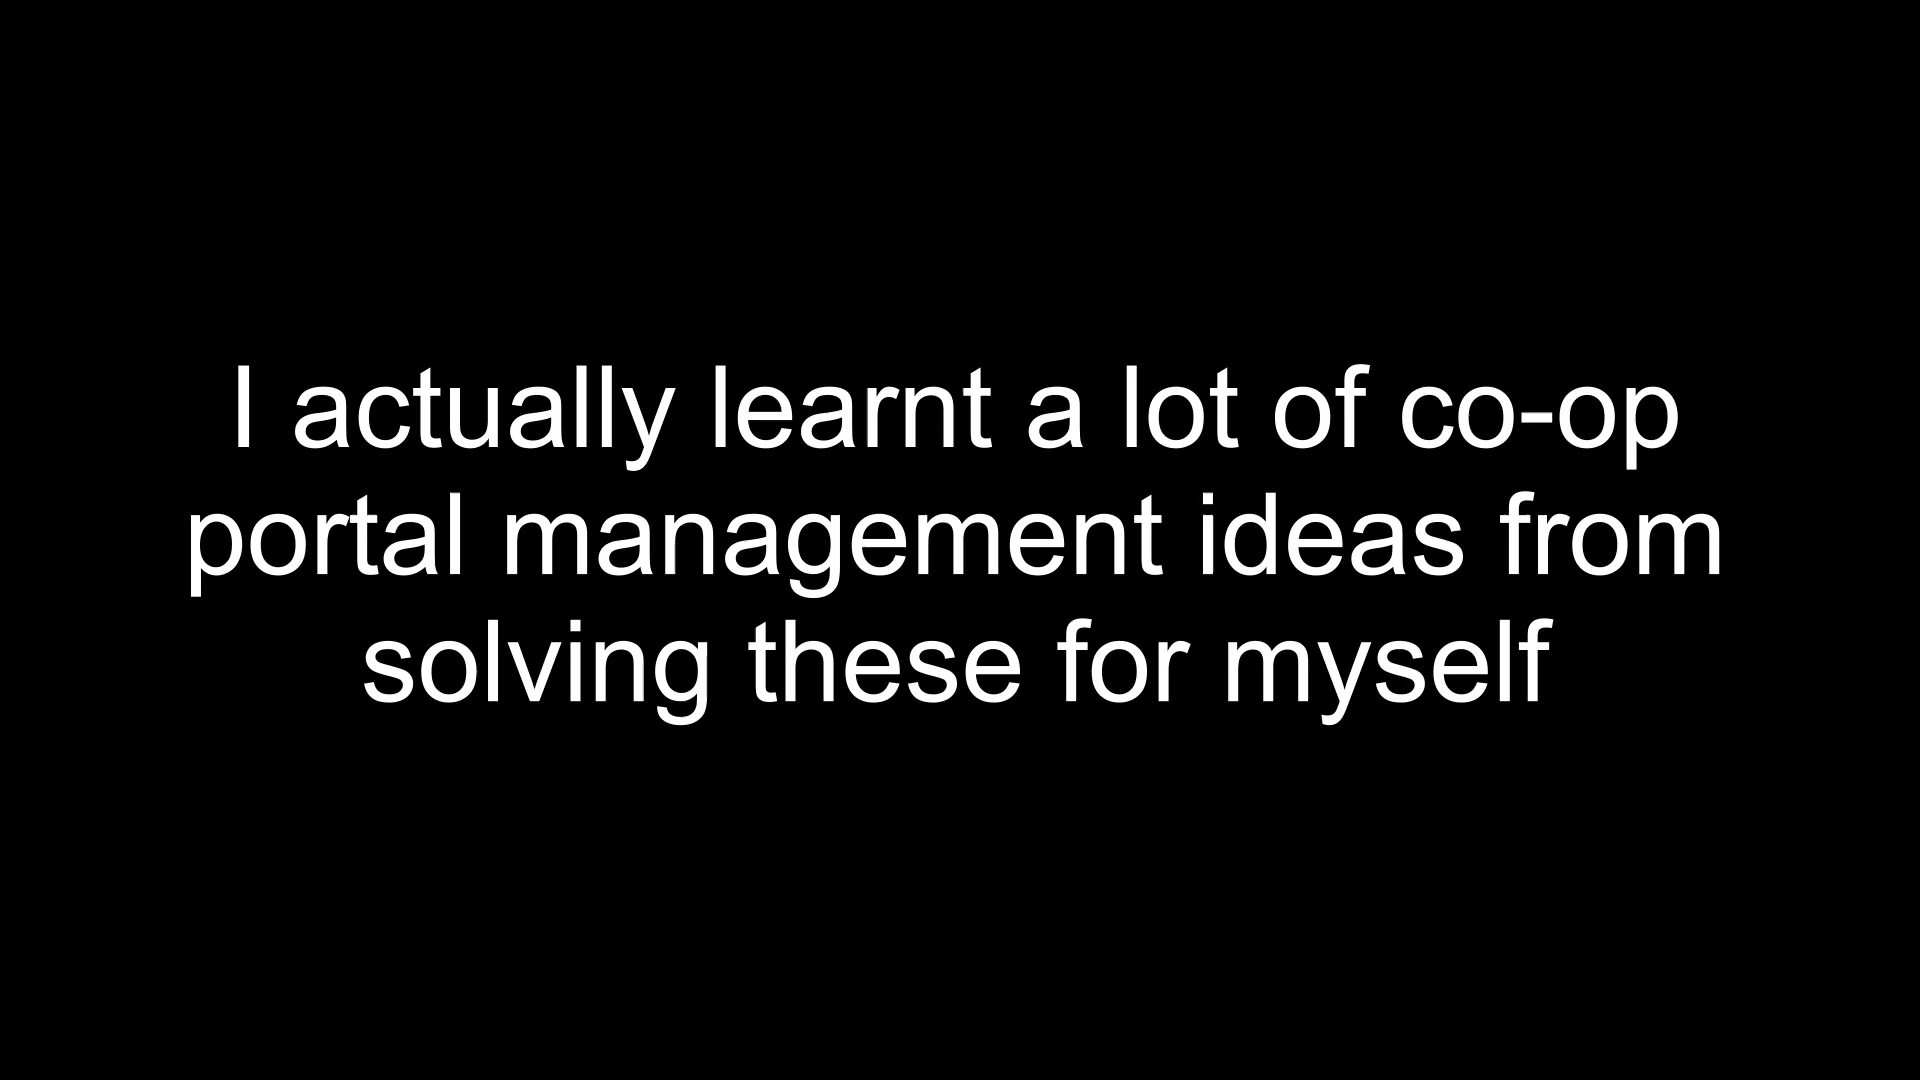 I actually learnt a lot of co-op
portal management ideas from
solving these for myself